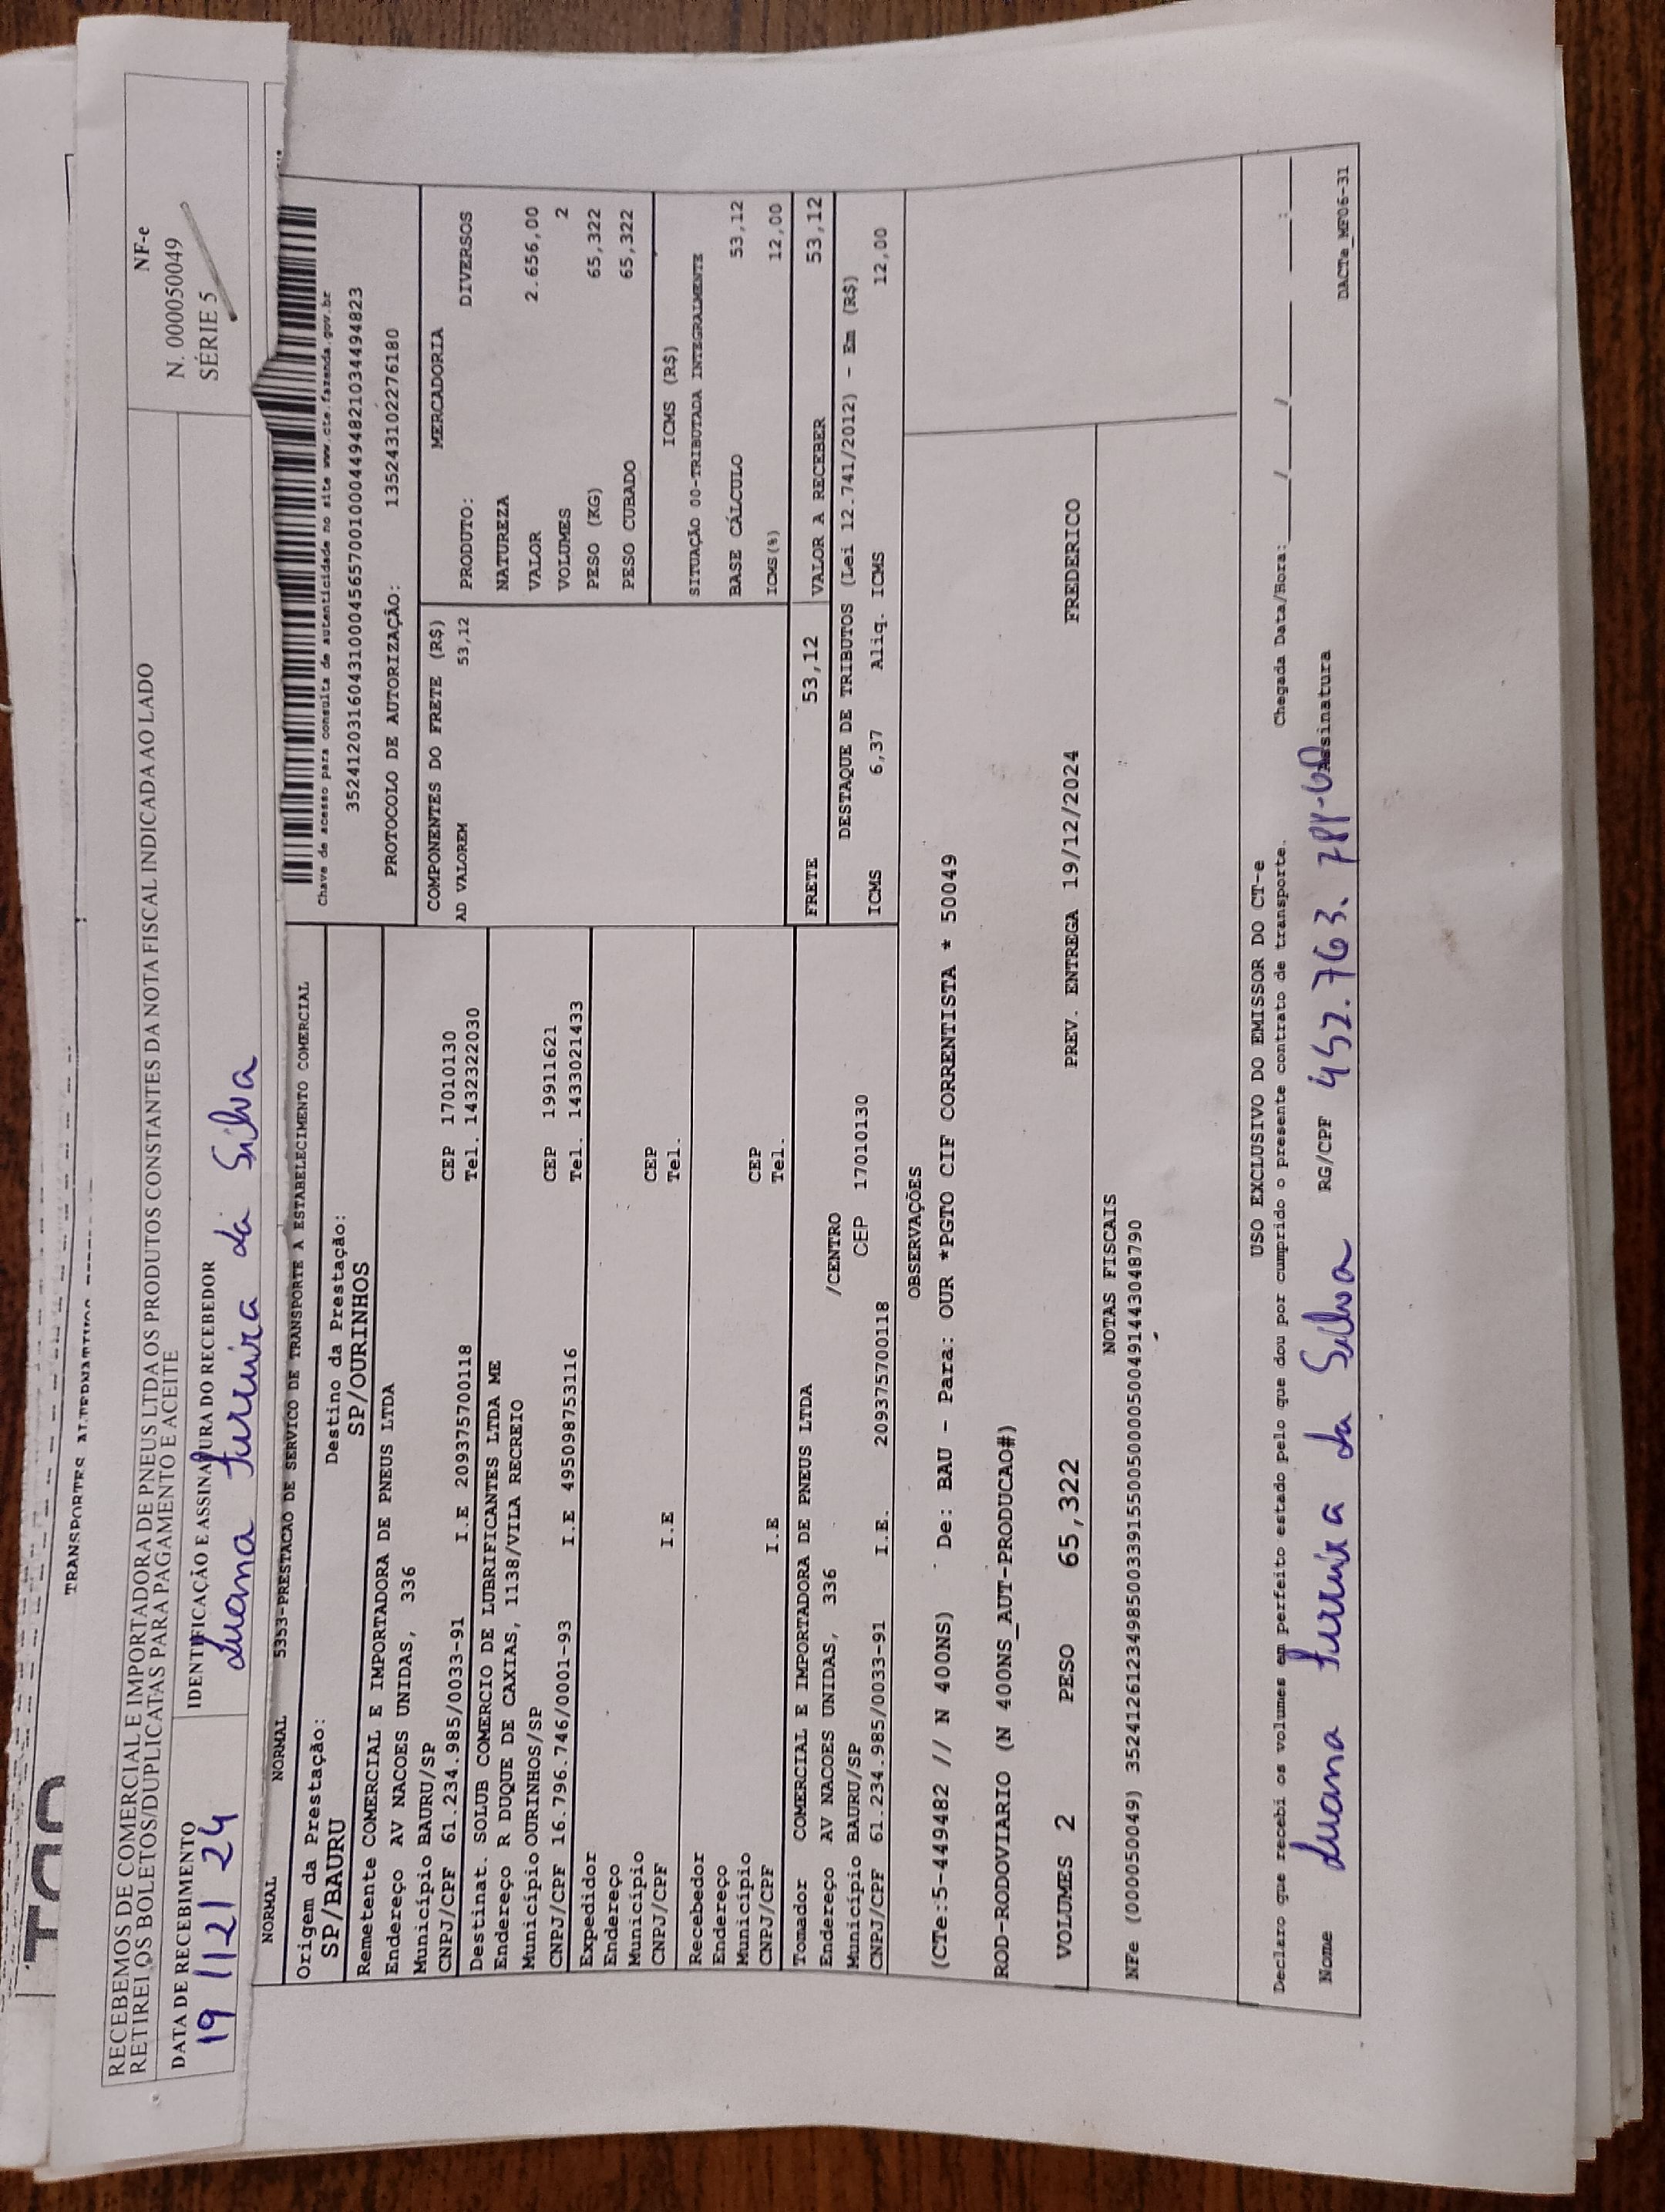 TRANSPORTES
RECEBEMOS DE COMERCIAL E IMPORTADORA DE PNEUS LTDA OS PRODUTOS CONSTANTES DA NOTA FISCAL INDICADA AO LADO
RETIREI OS BOLETOS/DUPLICATAS PARA PAGAMENTO E ACEITE
NF-e
N. 000050049
SÉRIE 5
DATA DE RECEBIMENTO
IDENTIFICAÇÃO E ASSINATURA DO RECEBEDOR
19/12/24
Luana Ferreira da Silva
NORMAL NORMAL 5353-PRESTACAO DE SERVICO DE TRANSPORTE A ESTABELECIMENTO COMERCIAL
Origem da Prestação: Destino da Prestação:
SP/BAURU SP/OURINHOS
Remetente COMERCIAL E IMPORTADORA DE PNEUS LTDA
Endereço AV NACOES UNIDAS, 336
Município BAURU/SP CEP 17010130
CNPJ/CPF 61.234.985/0033-91 I.E 209375700118 Tel. 1432322030
Destinat. SOLUB COMERCIO DE LUBRIFICANTES LTDA ME
Endereço R DUQUE DE CAXIAS, 1138/VILA RECREIO
Município OURINHOS/SP CEP 19911621
CNPJ/CPF 16.796.746/0001-93 I.E 495098753116 Tel. 1433021433
Expedidor
Endereço
Município CEP
CNPJ/CPF I.E Tel.
Recebedor
Endereço
Município CEP
CNPJ/CPF I.E Tel.
Tomador COMERCIAL E IMPORTADORA DE PNEUS LTDA
Endereço AV NACOES UNIDAS, 336 /CENTRO
Município BAURU/SP CEP 17010130
CNPJ/CPF 61.234.985/0033-91 I.E. 209375700118
Chave de acesso para consulta de autenticidade no site www.cte.fazenda.gov.br
35241203160431000456570010004494821034494823
PROTOCOLO DE AUTORIZAÇÃO: 135243102276180
COMPONENTES DO FRETE (R$)
AD VALOREM 53,12
MERCADORIA
PRODUTO: DIVERSOS
NATUREZA
VALOR 2.656,00
VOLUMES 2
PESO (KG) 65,322
PESO CUBADO 65,322
ICMS (R$)
SITUAÇÃO 00-TRIBUTADA INTEGRALMENTE
BASE CÁLCULO 53,12
ICMS(%) 12,00
FRETE 53,12 VALOR A RECEBER 53,12
DESTAQUE DE TRIBUTOS (Lei 12.741/2012) - Em (R$)
ICMS 6,37 Aliq. ICMS 12,00
OBSERVAÇÕES
(CTe:5-449482 // N 400NS) De: BAU - Para: OUR *PGTO CIF CORRENTISTA * 50049
ROD-RODOVIARIO (N 400NS_AUT-PRODUCAO#)
VOLUMES 2 PESO 65,322 PREV. ENTREGA 19/12/2024 FREDERICO
NOTAS FISCAIS
NFe (000050049) 35241261234985003391550050000500491443048790
USO EXCLUSIVO DO EMISSOR DO CT-e
Declaro que recebi os volumes em perfeito estado pelo que dou por cumprido o presente contrato de transporte. Chegada Data/Hora: ___/___/___ ___:___
Nome Luana Ferreira da Silva RG/CPF 452.763. Assinatura
DACTe_MF06-31